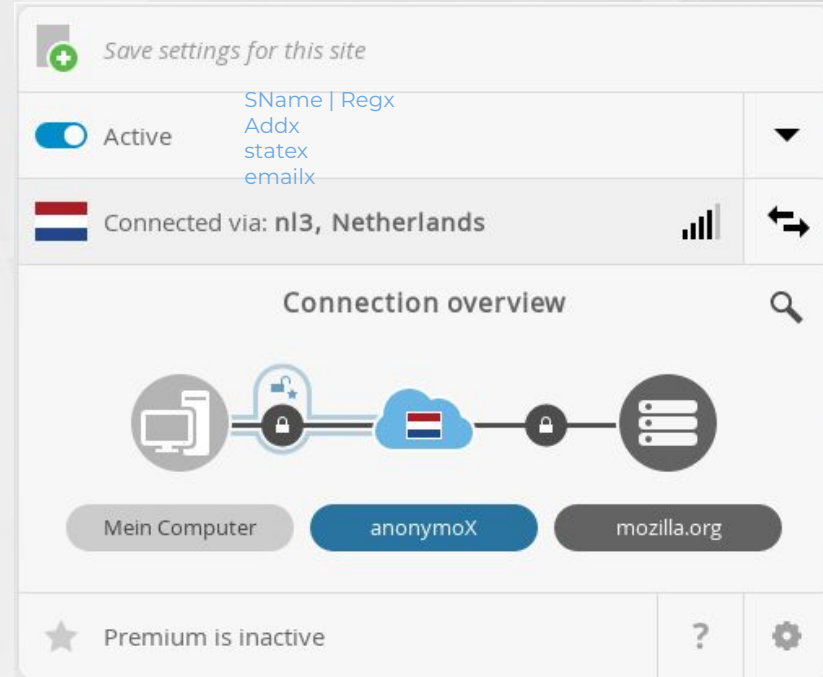 Save settings for this site
SName | Regx
Addx
Active
statex
emailx
Connected via: nl3, Netherlands
Connection overview
Mein Computer
anonymoX
mozilla.org
Premium is inactive
?